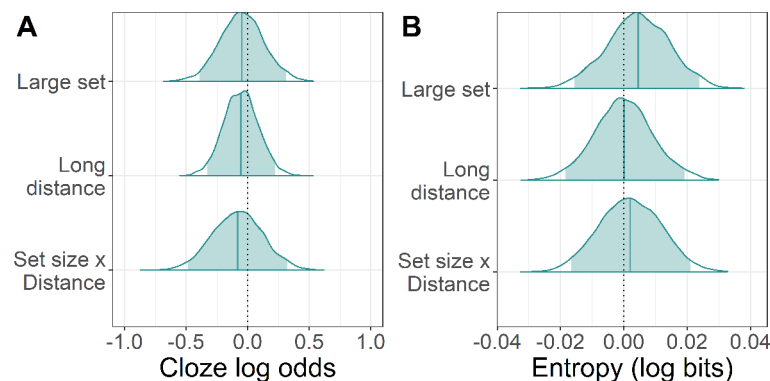 A
Large set
Long
distance
Set size x
Distance
-1.0 -0.5 0.0 0.5 1.0
Cloze log odds
B
Large set
Long
distance
Set size x
Distance
-0.04 -0.02 0.00 0.02 0.04
Entropy (log bits)